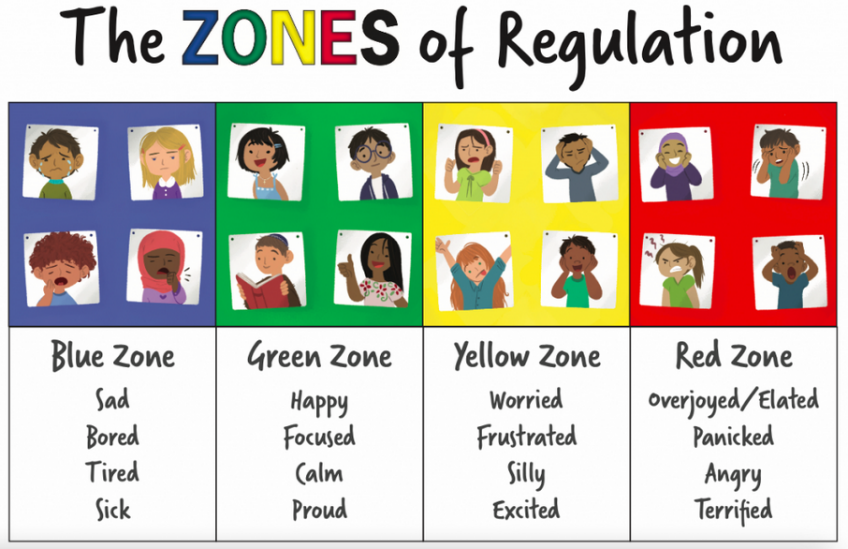 The ZONES of Regulation
Blue Zone
Sad
Bored
Tired
Sick
Green Zone
Happy
Focused
Calm
Proud
Yellow Zone
Worried
Frustrated
Silly
Excited
Red Zone
Overjoyed/Elated
Panicked
Angry
Terrified